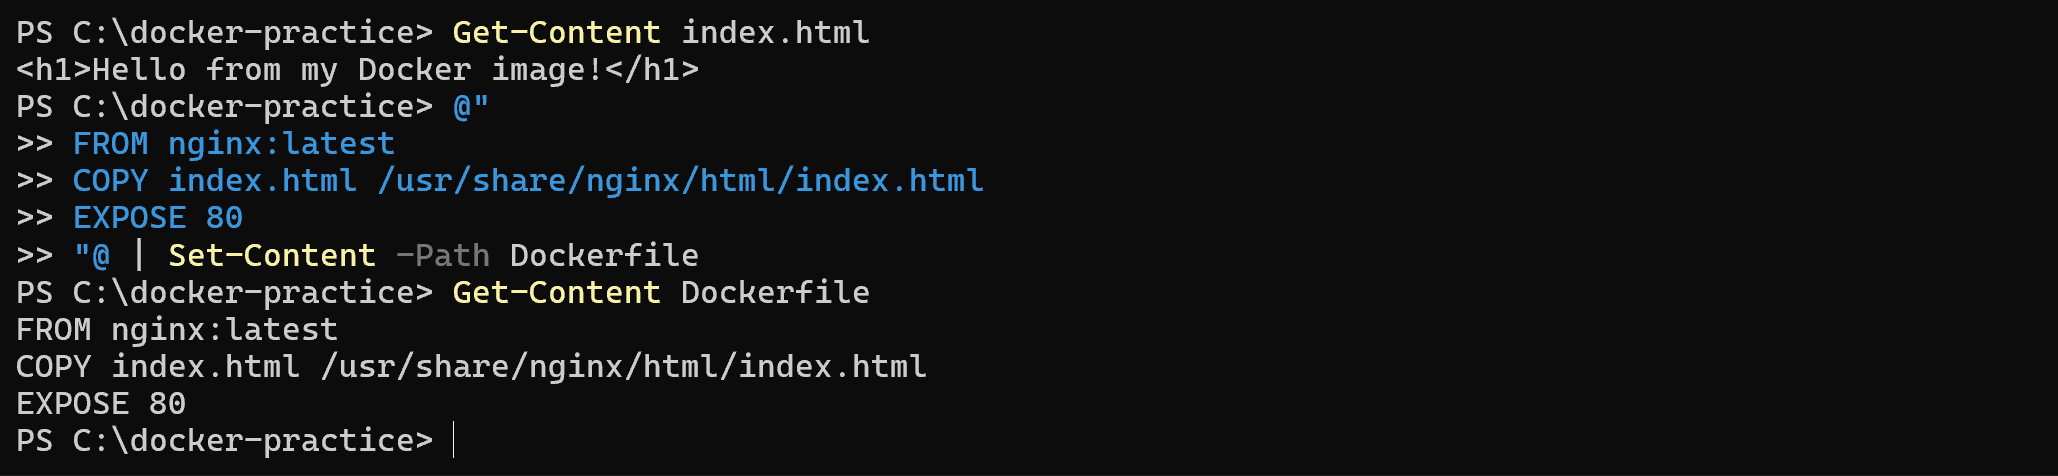 PS C:\docker-practice> Get-Content index.html
<h1>Hello from my Docker image!</h1>
PS C:\docker-practice> @"
>> FROM nginx:latest
>> COPY index.html /usr/share/nginx/html/index.html
>> EXPOSE 80
>> "@ | Set-Content -Path Dockerfile
PS C:\docker-practice> Get-Content Dockerfile
FROM nginx:latest
COPY index.html /usr/share/nginx/html/index.html
EXPOSE 80
PS C:\docker-practice>